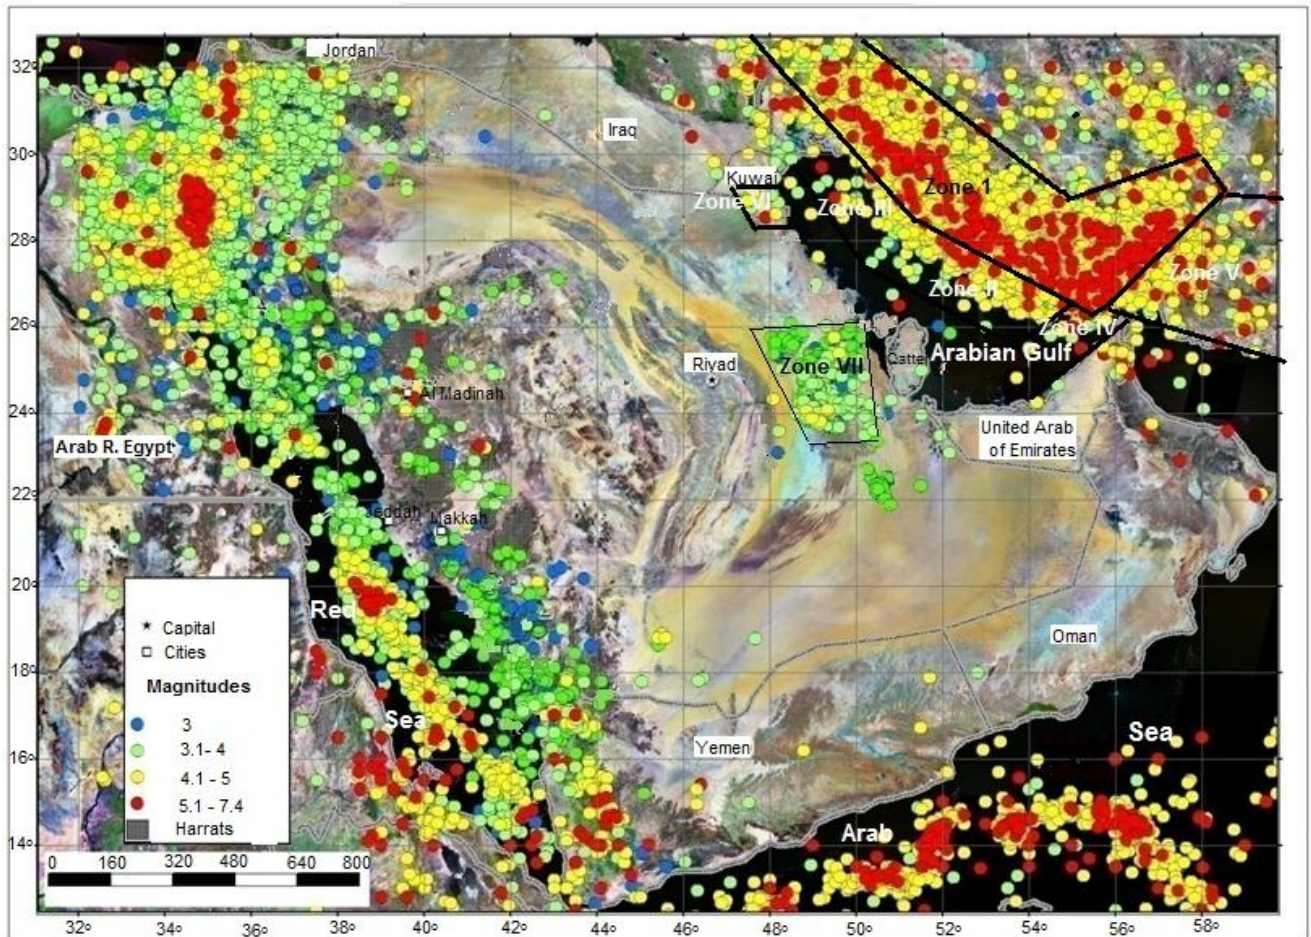 Jordan
32°
Iraq
30°
Kuwai
Zone 1
Zone VI
Zone III
28°
Zone V
Zone II
26°
Zone IV
Arabian Gulf
Qatter
Riyad
Zone VII
Al Madinah
24°
United Arab
of Emirates
Arab R. Egypt
22°
Jeddah
Makkah
20°
Red
Oman
18°
Sea
Sea
Yemen
16°
Arab
14°
Capital
Cities
Magnitudes
3
3.1- 4
4.1 - 5
5.1 - 7.4
Harrats
0 160 320 480 640 800
32° 34° 36° 38° 40° 42° 44° 46° 48° 50° 52° 54° 56° 58°